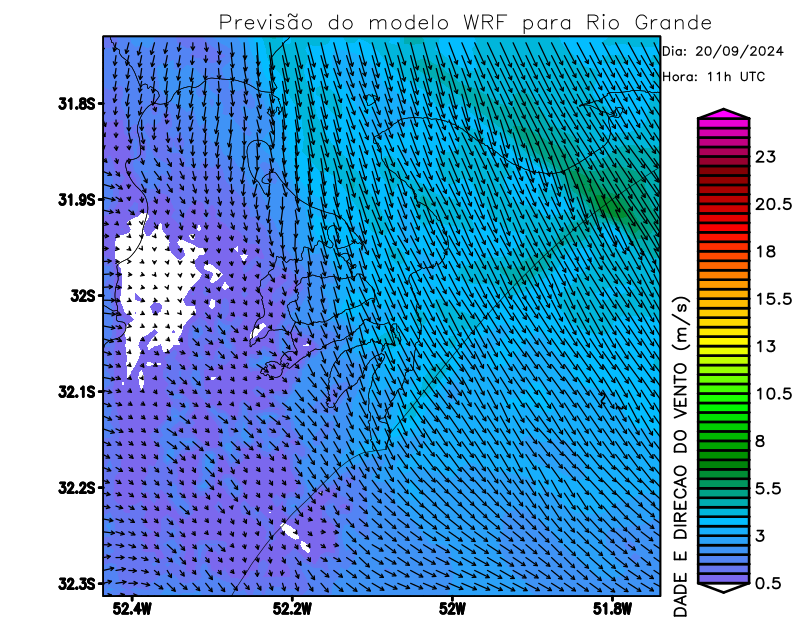 Previsão do modelo WRF para Rio Grande
Dia: 20/09/2024
Hora: 11h UTC
31.8S
31.9S
32S
32.1S
32.2S
32.3S
52.4W
52.2W
52W
51.8W
DADE E DIRECAO DO VENTO (m/s)
23
20.5
18
15.5
13
10.5
8
5.5
3
0.5